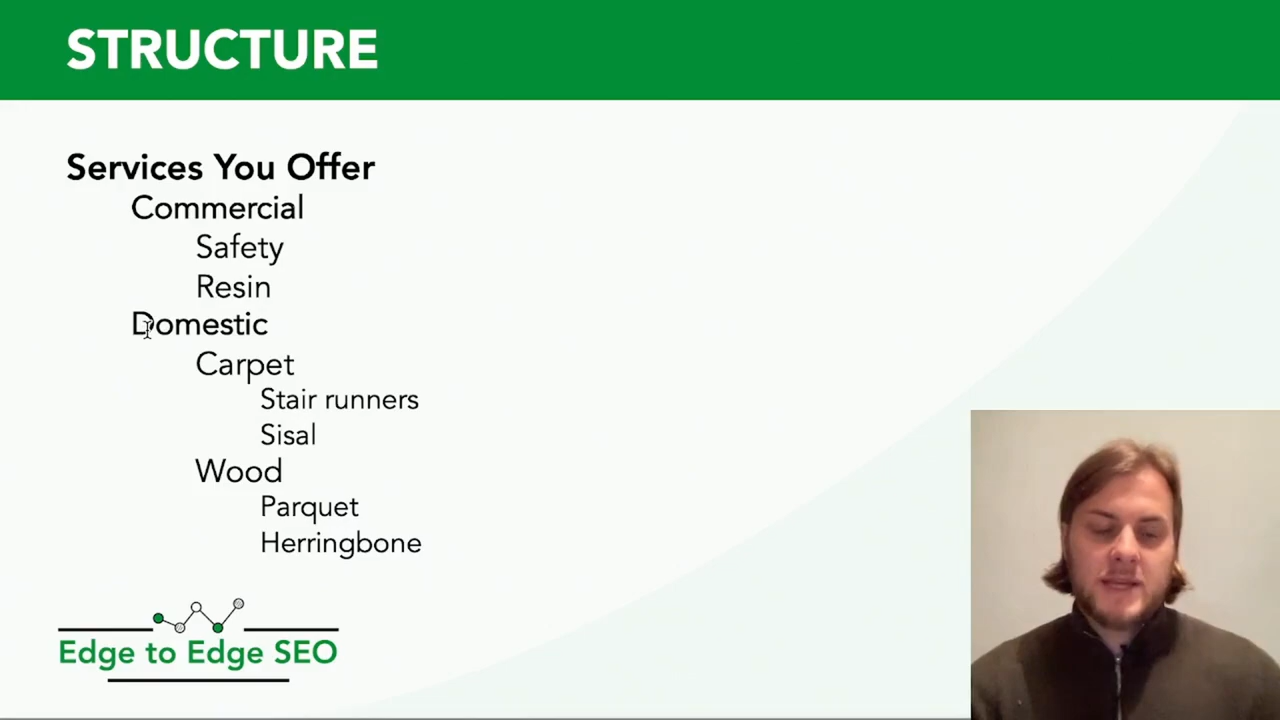 STRUCTURE
Services You Offer
Commercial
Safety
Resin
Domestic
Carpet
Stair runners
Sisal
Wood
Parquet
Herringbone
Edge to Edge SEO